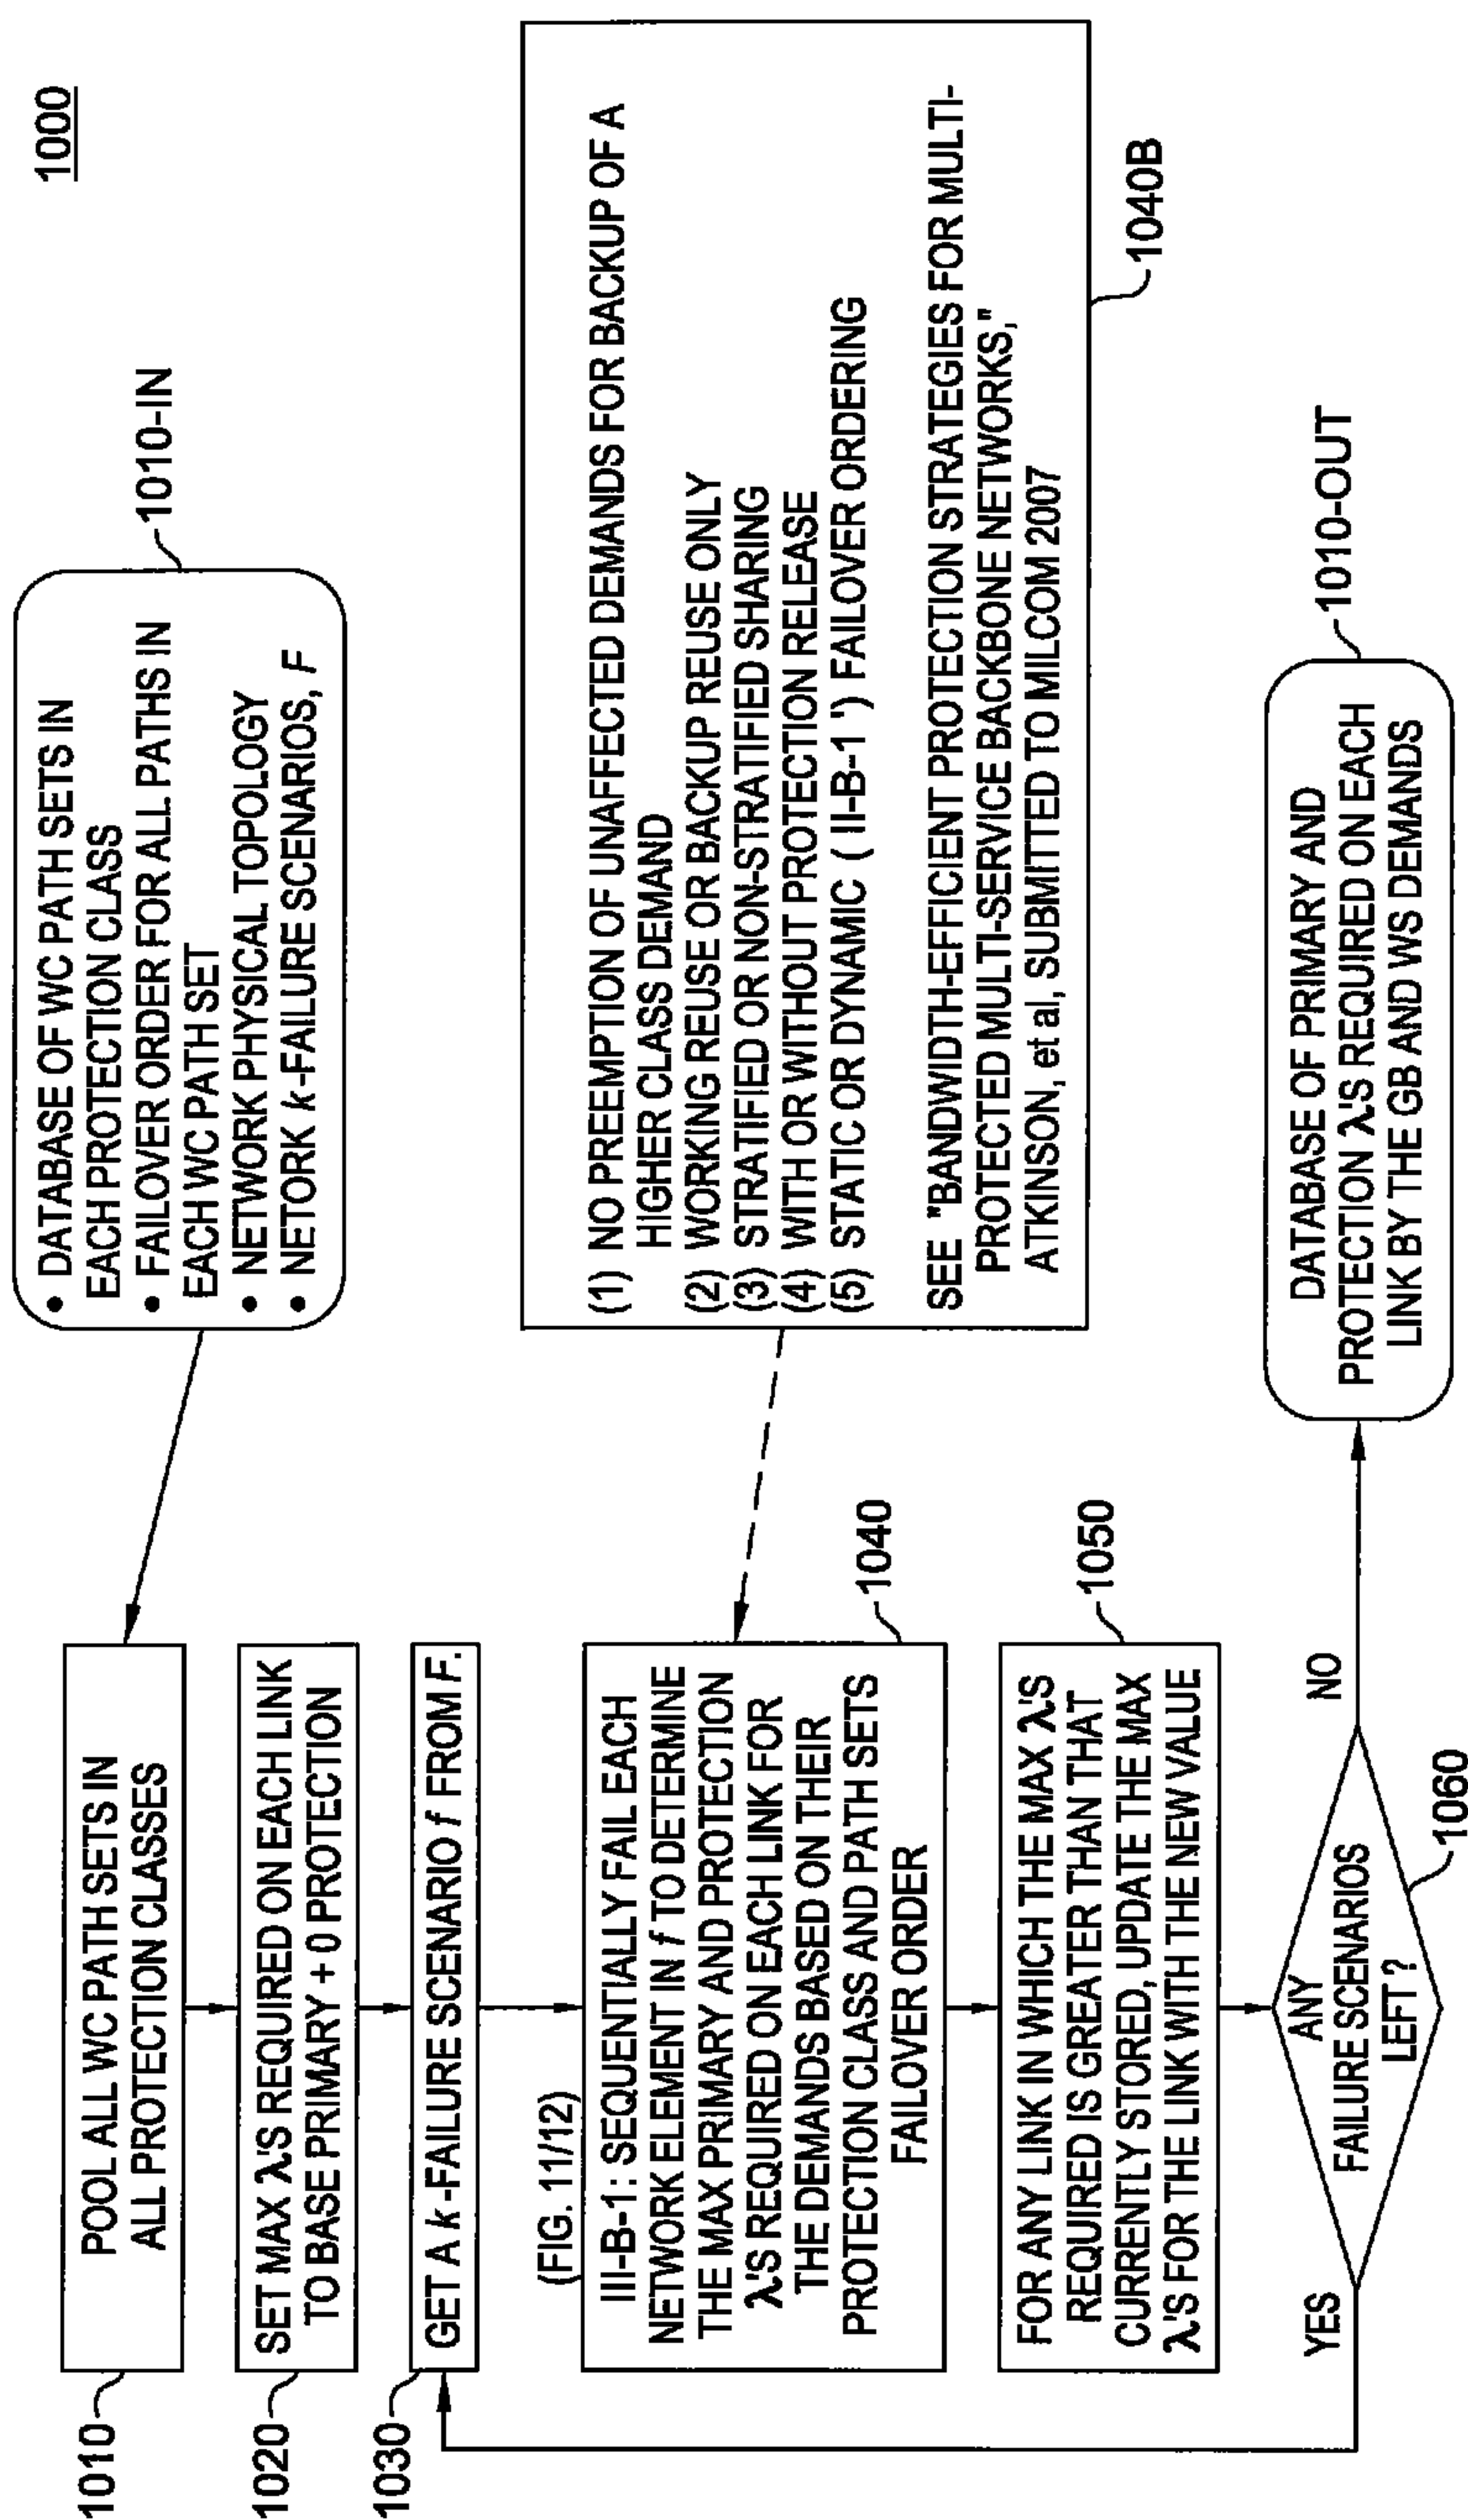 1000
1010
POOL ALL WC PATH SETS IN
ALL PROTECTION CLASSES
• DATABASE OF WC PATH SETS IN
EACH PROTECTION CLASS
• FAILOVER ORDER FOR ALL PATHS IN
EACH WC PATH SET
• NETWORK PHYSICAL TOPOLOGY
• NETORK k-FAILURE SCENARIOS, F
1010-IN
1020
SET MAX λ'S REQUIRED ON EACH LINK
TO BASE PRIMARY + 0 PROTECTION
1030
GET A k -FAILURE SCENARIO f FROM F.
(FIG. 11/12)
III-B-1: SEQUENTIALLY FAIL EACH
NETWORK ELEMENT IN f TO DETERMINE
THE MAX PRIMARY AND PROTECTION
λ'S REQUIRED ON EACH LINK FOR
THE DEMANDS BASED ON THEIR
PROTECTION CLASS AND PATH SETS
FAILOVER ORDER
1040
(1) NO PREEMPTION OF UNAFFECTED DEMANDS FOR BACKUP OF A
HIGHER CLASS DEMAND
(2) WORKING REUSE OR BACKUP REUSE ONLY
(3) STRATIFIED OR NON-STRATIFIED SHARING
(4) WITH OR WITHOUT PROTECTION RELEASE
(5) STATIC OR DYNAMIC ( II-B-1 ' ) FAILOVER ORDERING
SEE "BANDWIDTH-EFFICIENT PROTECTION STRATEGIES FOR MULTI-
PROTECTED MULTI-SERVICE BACKBONE NETWORKS,"
ATKINSON, et al, SUBMITTED TO MILCOM 2007
1040B
FOR ANY LINK IN WHICH THE MAX λ'S
REQUIRED IS GREATER THAN THAT
CURRENTLY STORED, UPDATE THE MAX
λ'S FOR THE LINK WITH THE NEW VALUE
1050
ANY
FAILURE SCENARIOS
LEFT ?
1060
YES
NO
DATABASE OF PRIMARY AND
PROTECTION λ'S REQUIRED ON EACH
LINK BY THE GB AND WS DEMANDS
1010-OUT